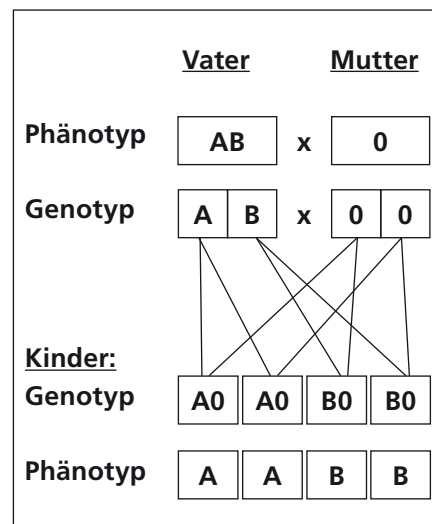 Vater Mutter
Phänotyp AB x 0
Genotyp A B x 0 0
Kinder:
Genotyp A0 A0 B0 B0
Phänotyp A A B B